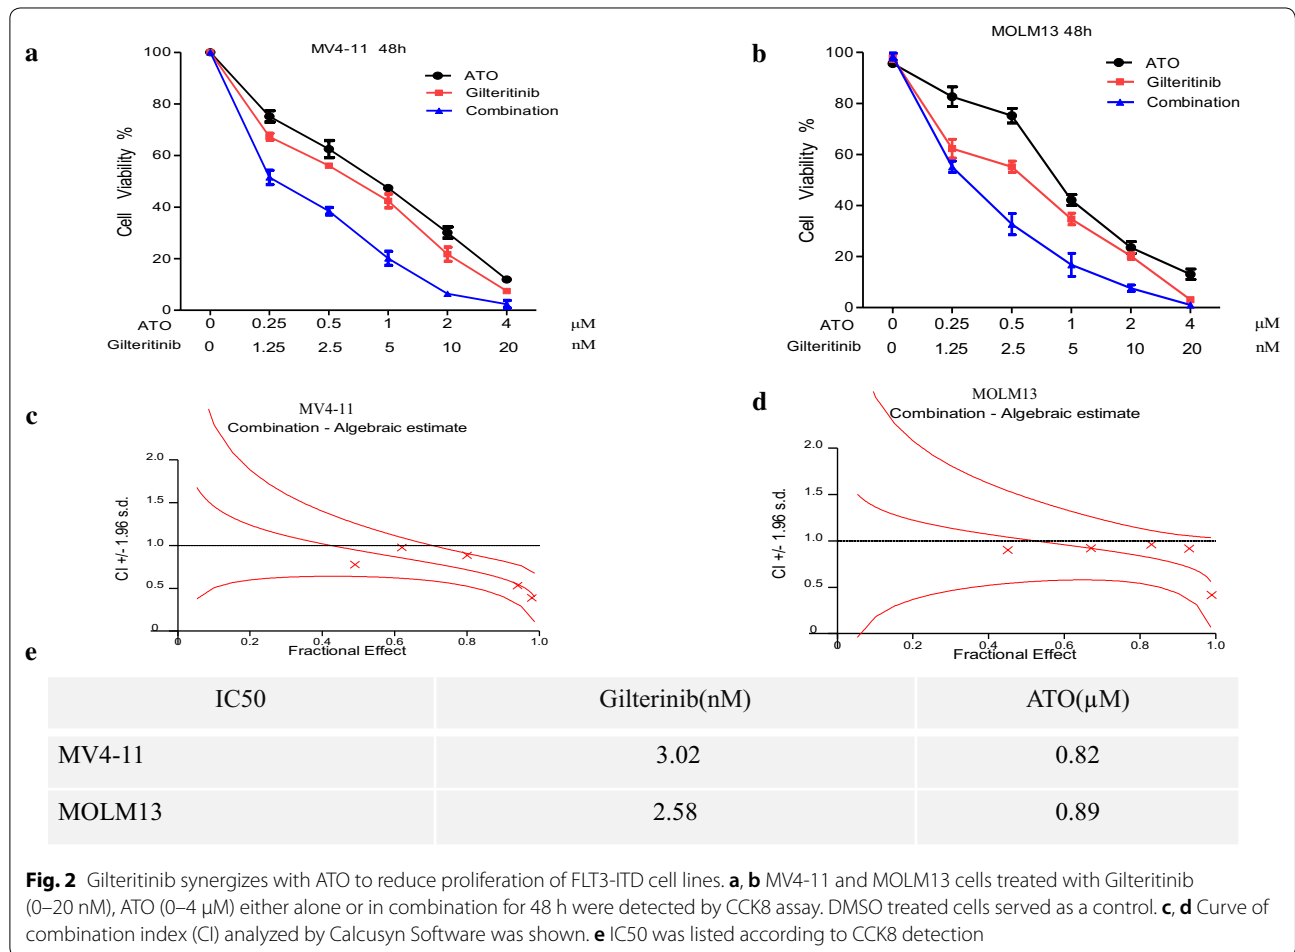 a
MV4-11 48h
ATO
Gilteritinib
Combination
Cell Viability %
100
80
60
40
20
0
ATO 0 0.25 0.5 1 2 4 µM
Gilteritinib 0 1.25 2.5 5 10 20 nM
b
MOLM13 48h
ATO
Gilteritinib
Combination
Cell Viability %
100
80
60
40
20
0
ATO 0 0.25 0.5 1 2 4 µM
Gilteritinib 0 1.25 2.5 5 10 20 nM
c
MV4-11
Combination - Algebraic estimate
CI +/- 1.96 s.d.
2.0
1.5
1.0
0.5
0
0 0.2 0.4 0.6 0.8 1.0
Fractional Effect
d
MOLM13
Combination - Algebraic estimate
CI +/- 1.96 s.d.
2.0
1.5
1.0
0.5
0
0 0.2 0.4 0.6 0.8 1.0
Fractional Effect
e
IC50 Gilterinib(nM) ATO(µM)
MV4-11 3.02 0.82
MOLM13 2.58 0.89
Fig. 2 Gilteritinib synergizes with ATO to reduce proliferation of FLT3-ITD cell lines. a, b MV4-11 and MOLM13 cells treated with Gilteritinib
(0–20 nM), ATO (0–4 µM) either alone or in combination for 48 h were detected by CCK8 assay. DMSO treated cells served as a control. c, d Curve of
combination index (CI) analyzed by Calcusyn Software was shown. e IC50 was listed according to CCK8 detection